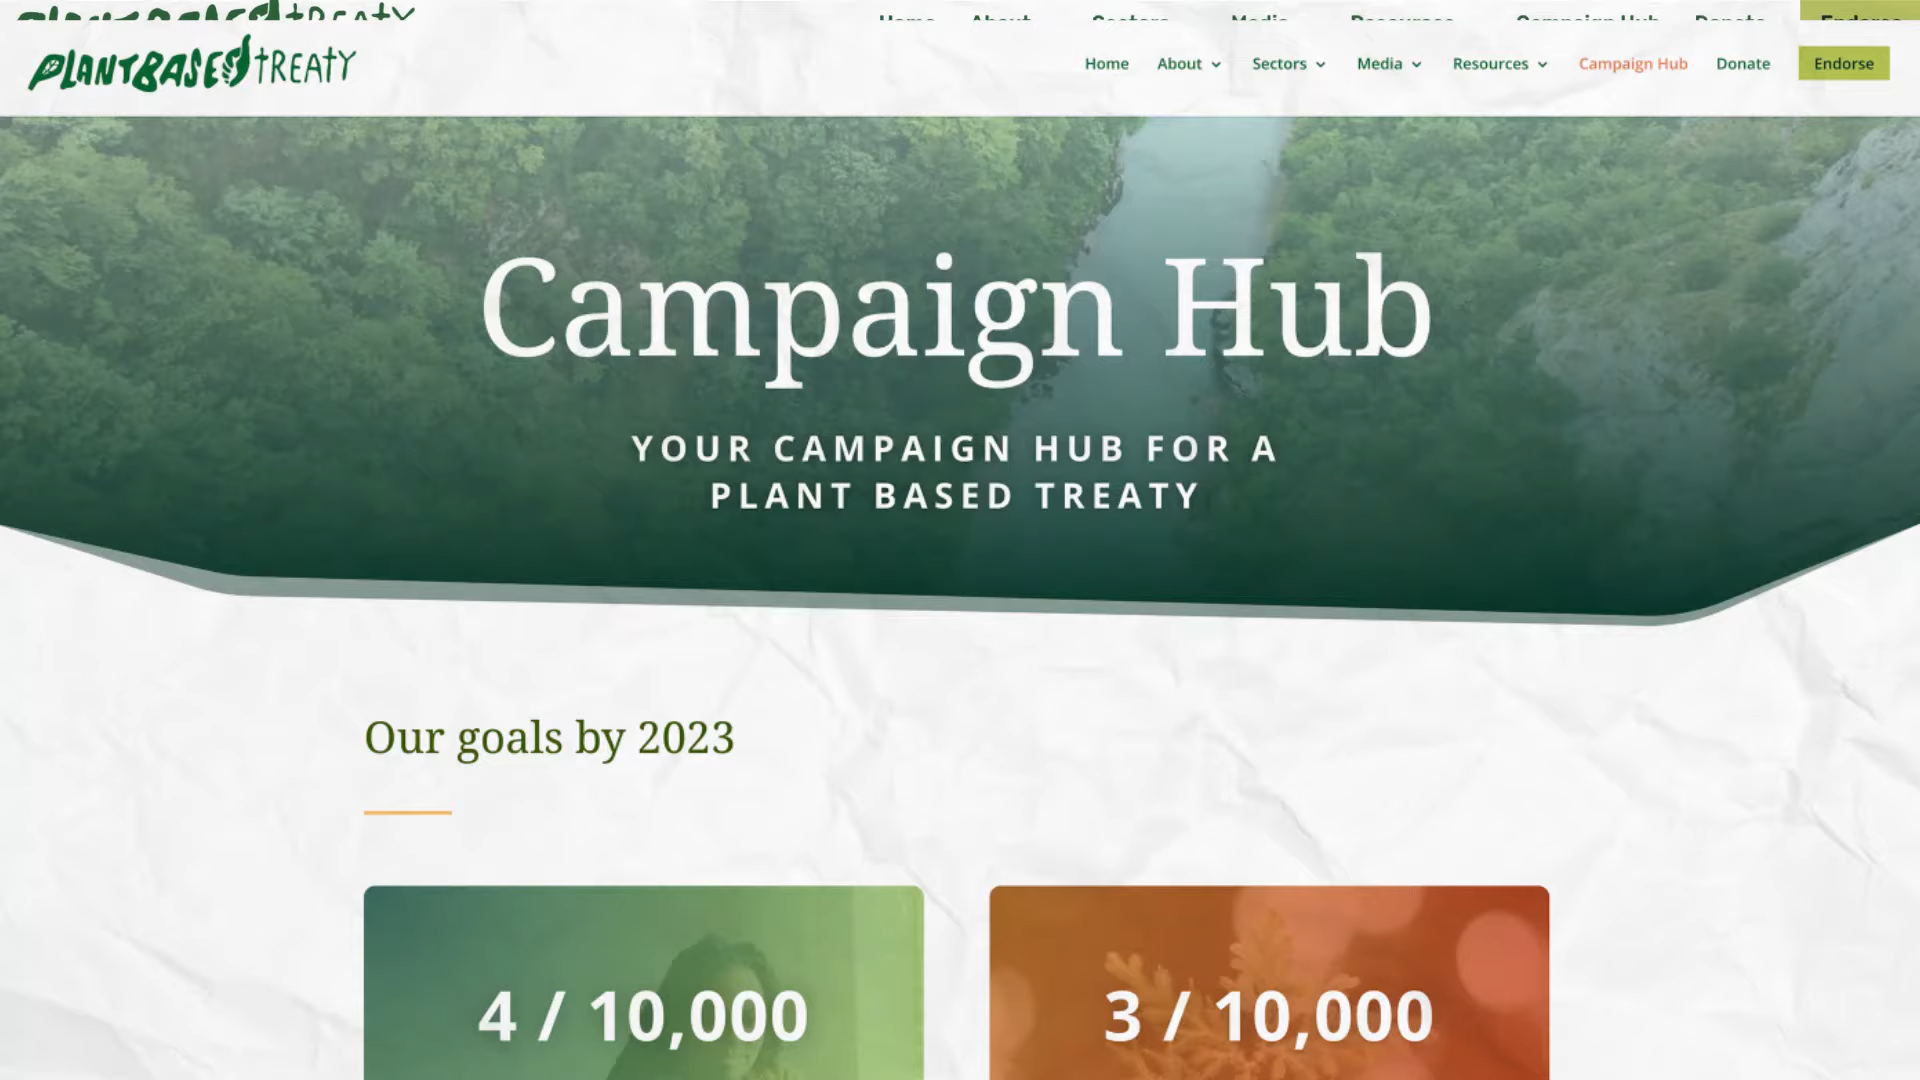 PLANTBASED TREATY
Home About Sectors Media Resources Campaign Hub Donate Endorse
Campaign Hub
YOUR CAMPAIGN HUB FOR A
PLANT BASED TREATY
Our goals by 2023
4 / 10,000
3 / 10,000